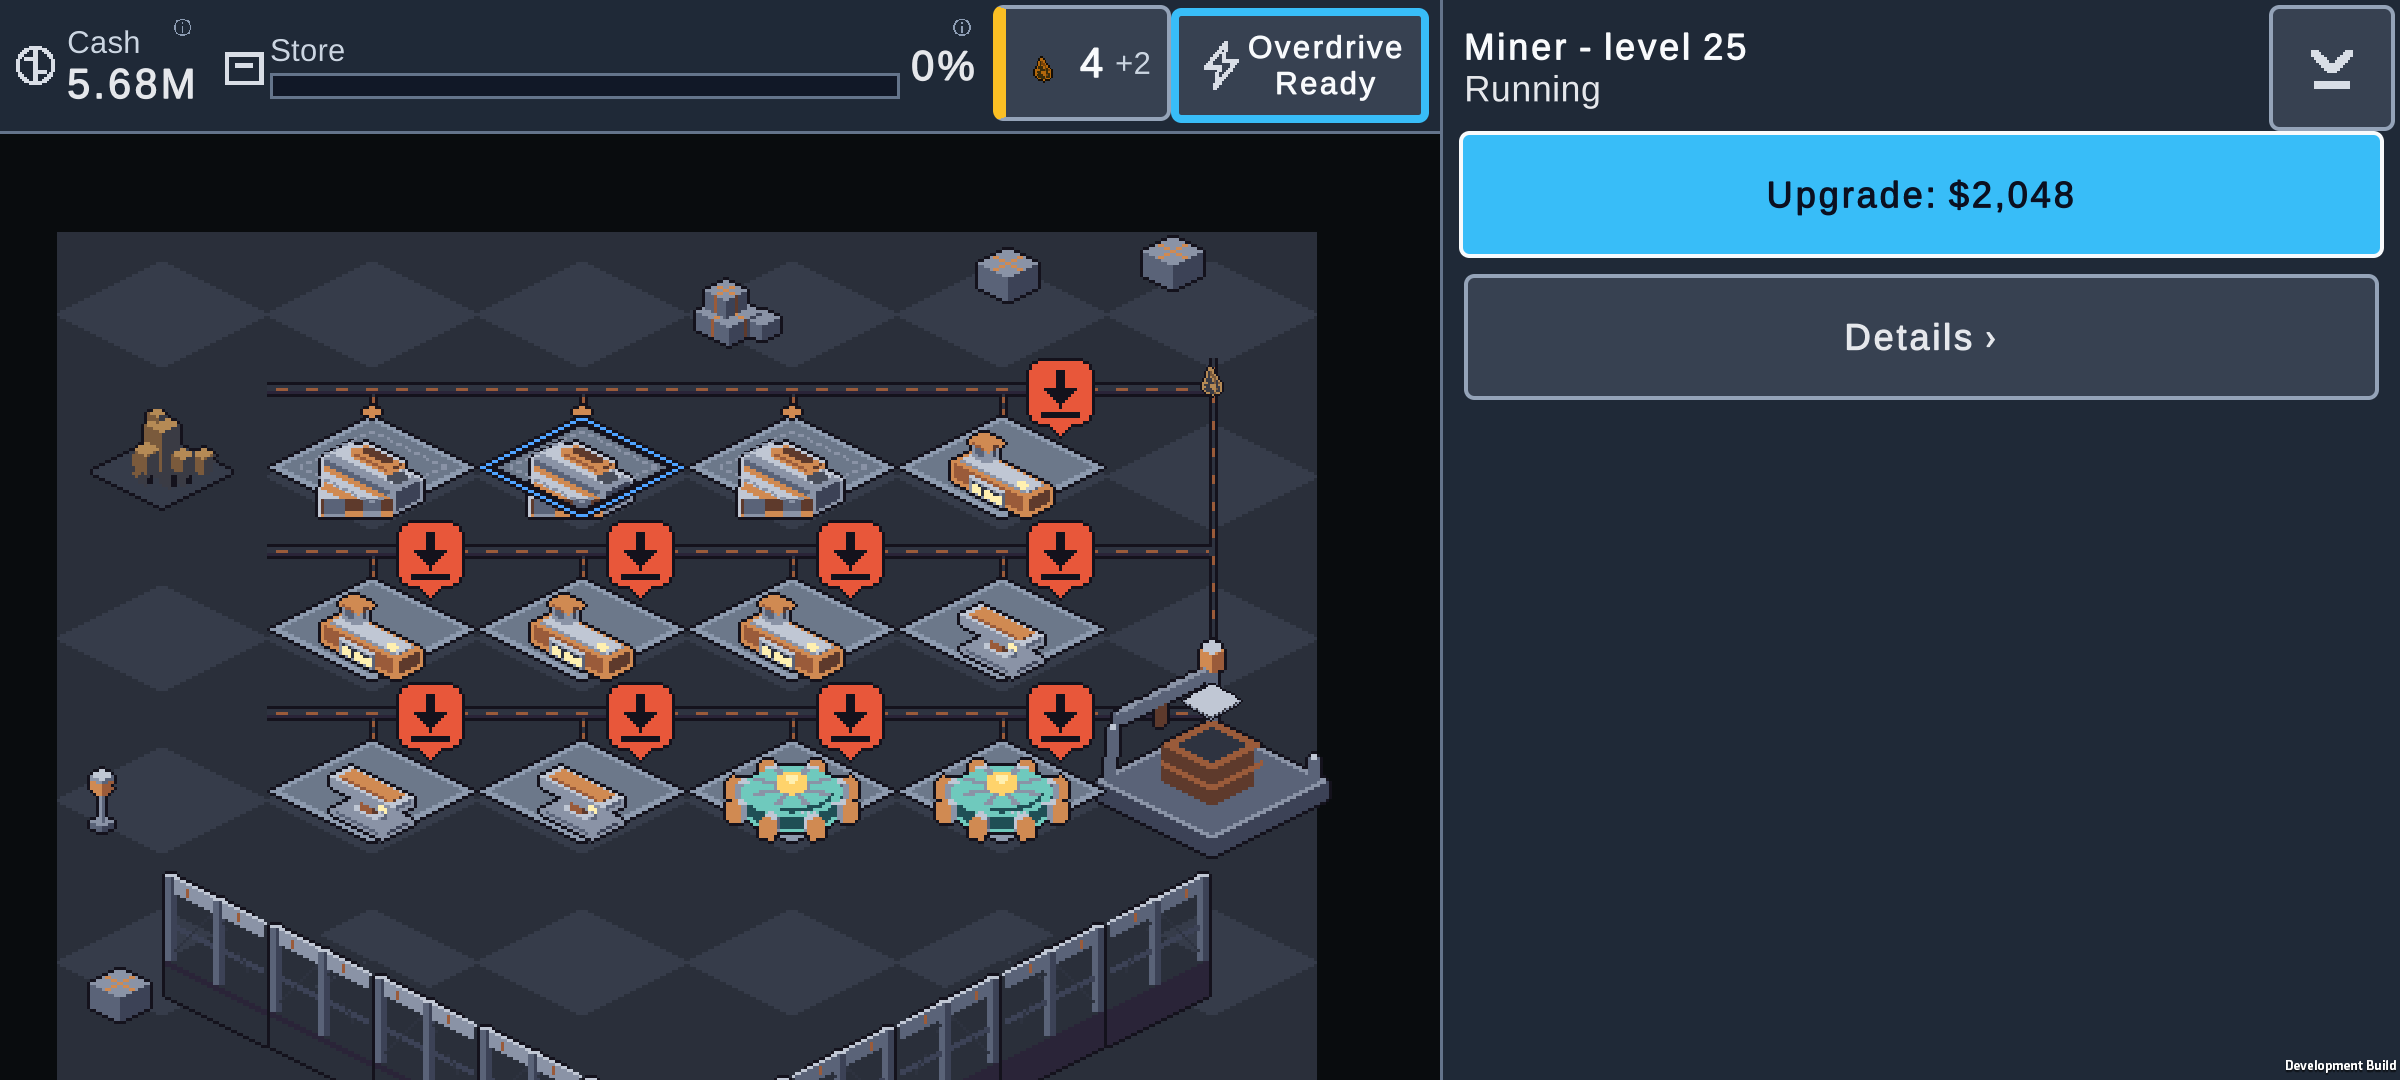 Cash
5.68M
Store
0%
4 +2
Overdrive
Ready
Miner - level 25
Running
Upgrade: $2,048
Details ›
Development Build